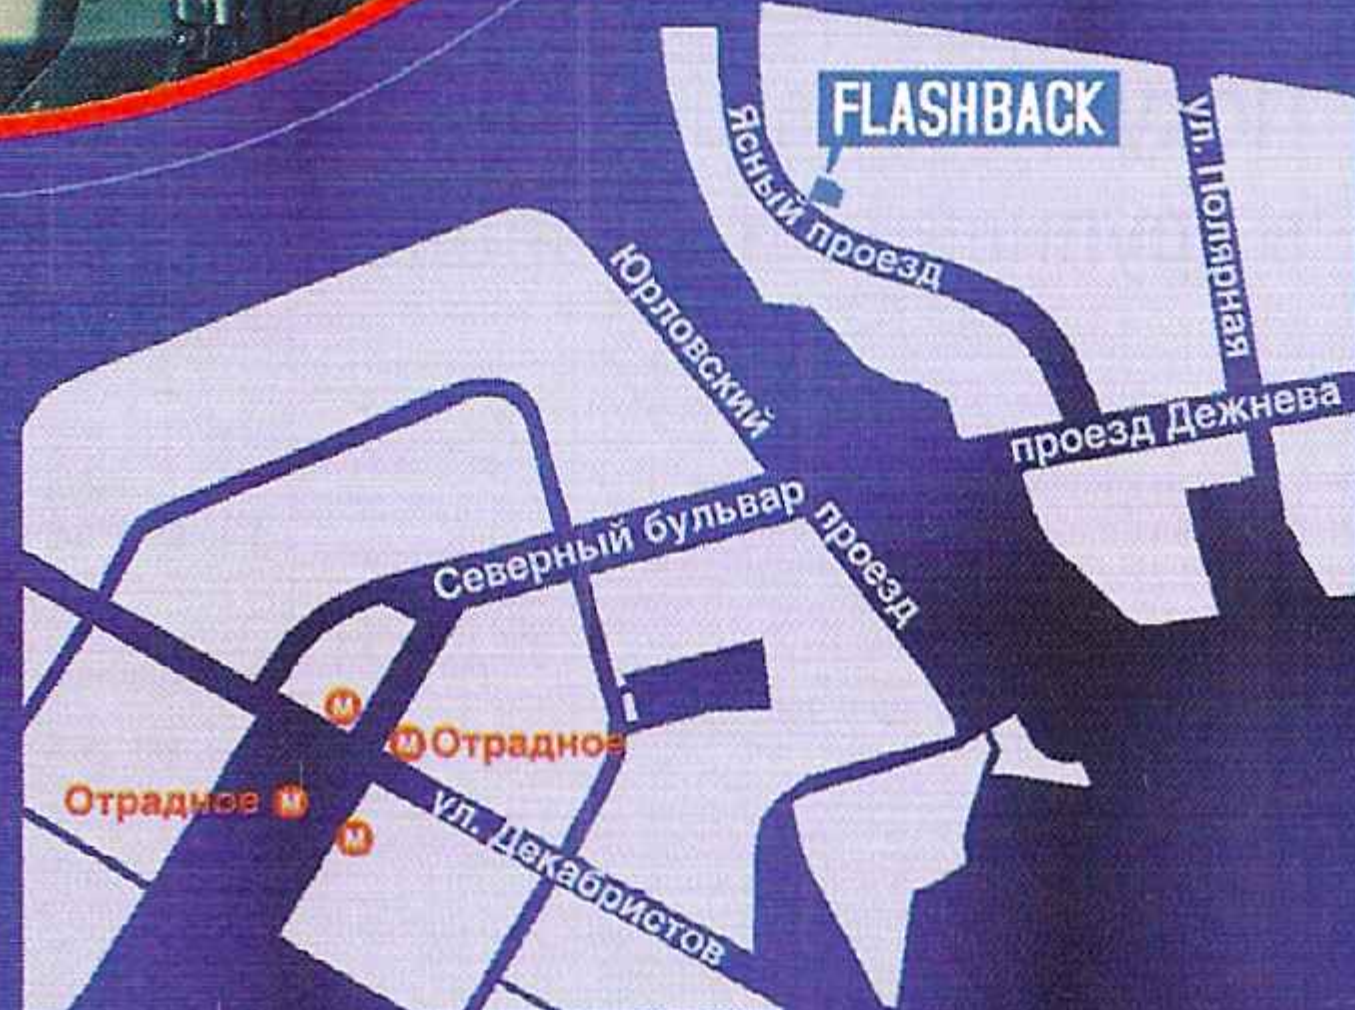 FLASHBACK
Ясный проезд
ул. Полярная
Юрловский
проезд
проезд Дежнева
Северный бульвар
М
М Отрадное
Отрадное М
М
ул. Декабристов